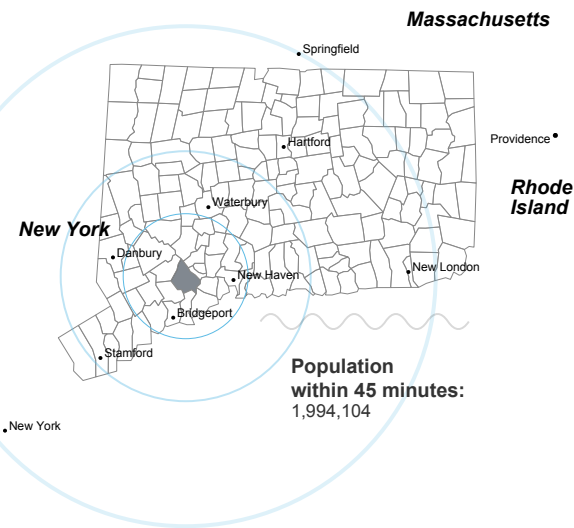 Massachusetts
Springfield
Hartford
Providence
Rhode
Island
Waterbury
New York
Danbury
New Haven
New London
Bridgeport
Stamford
Population
within 45 minutes:
1,994,104
New York